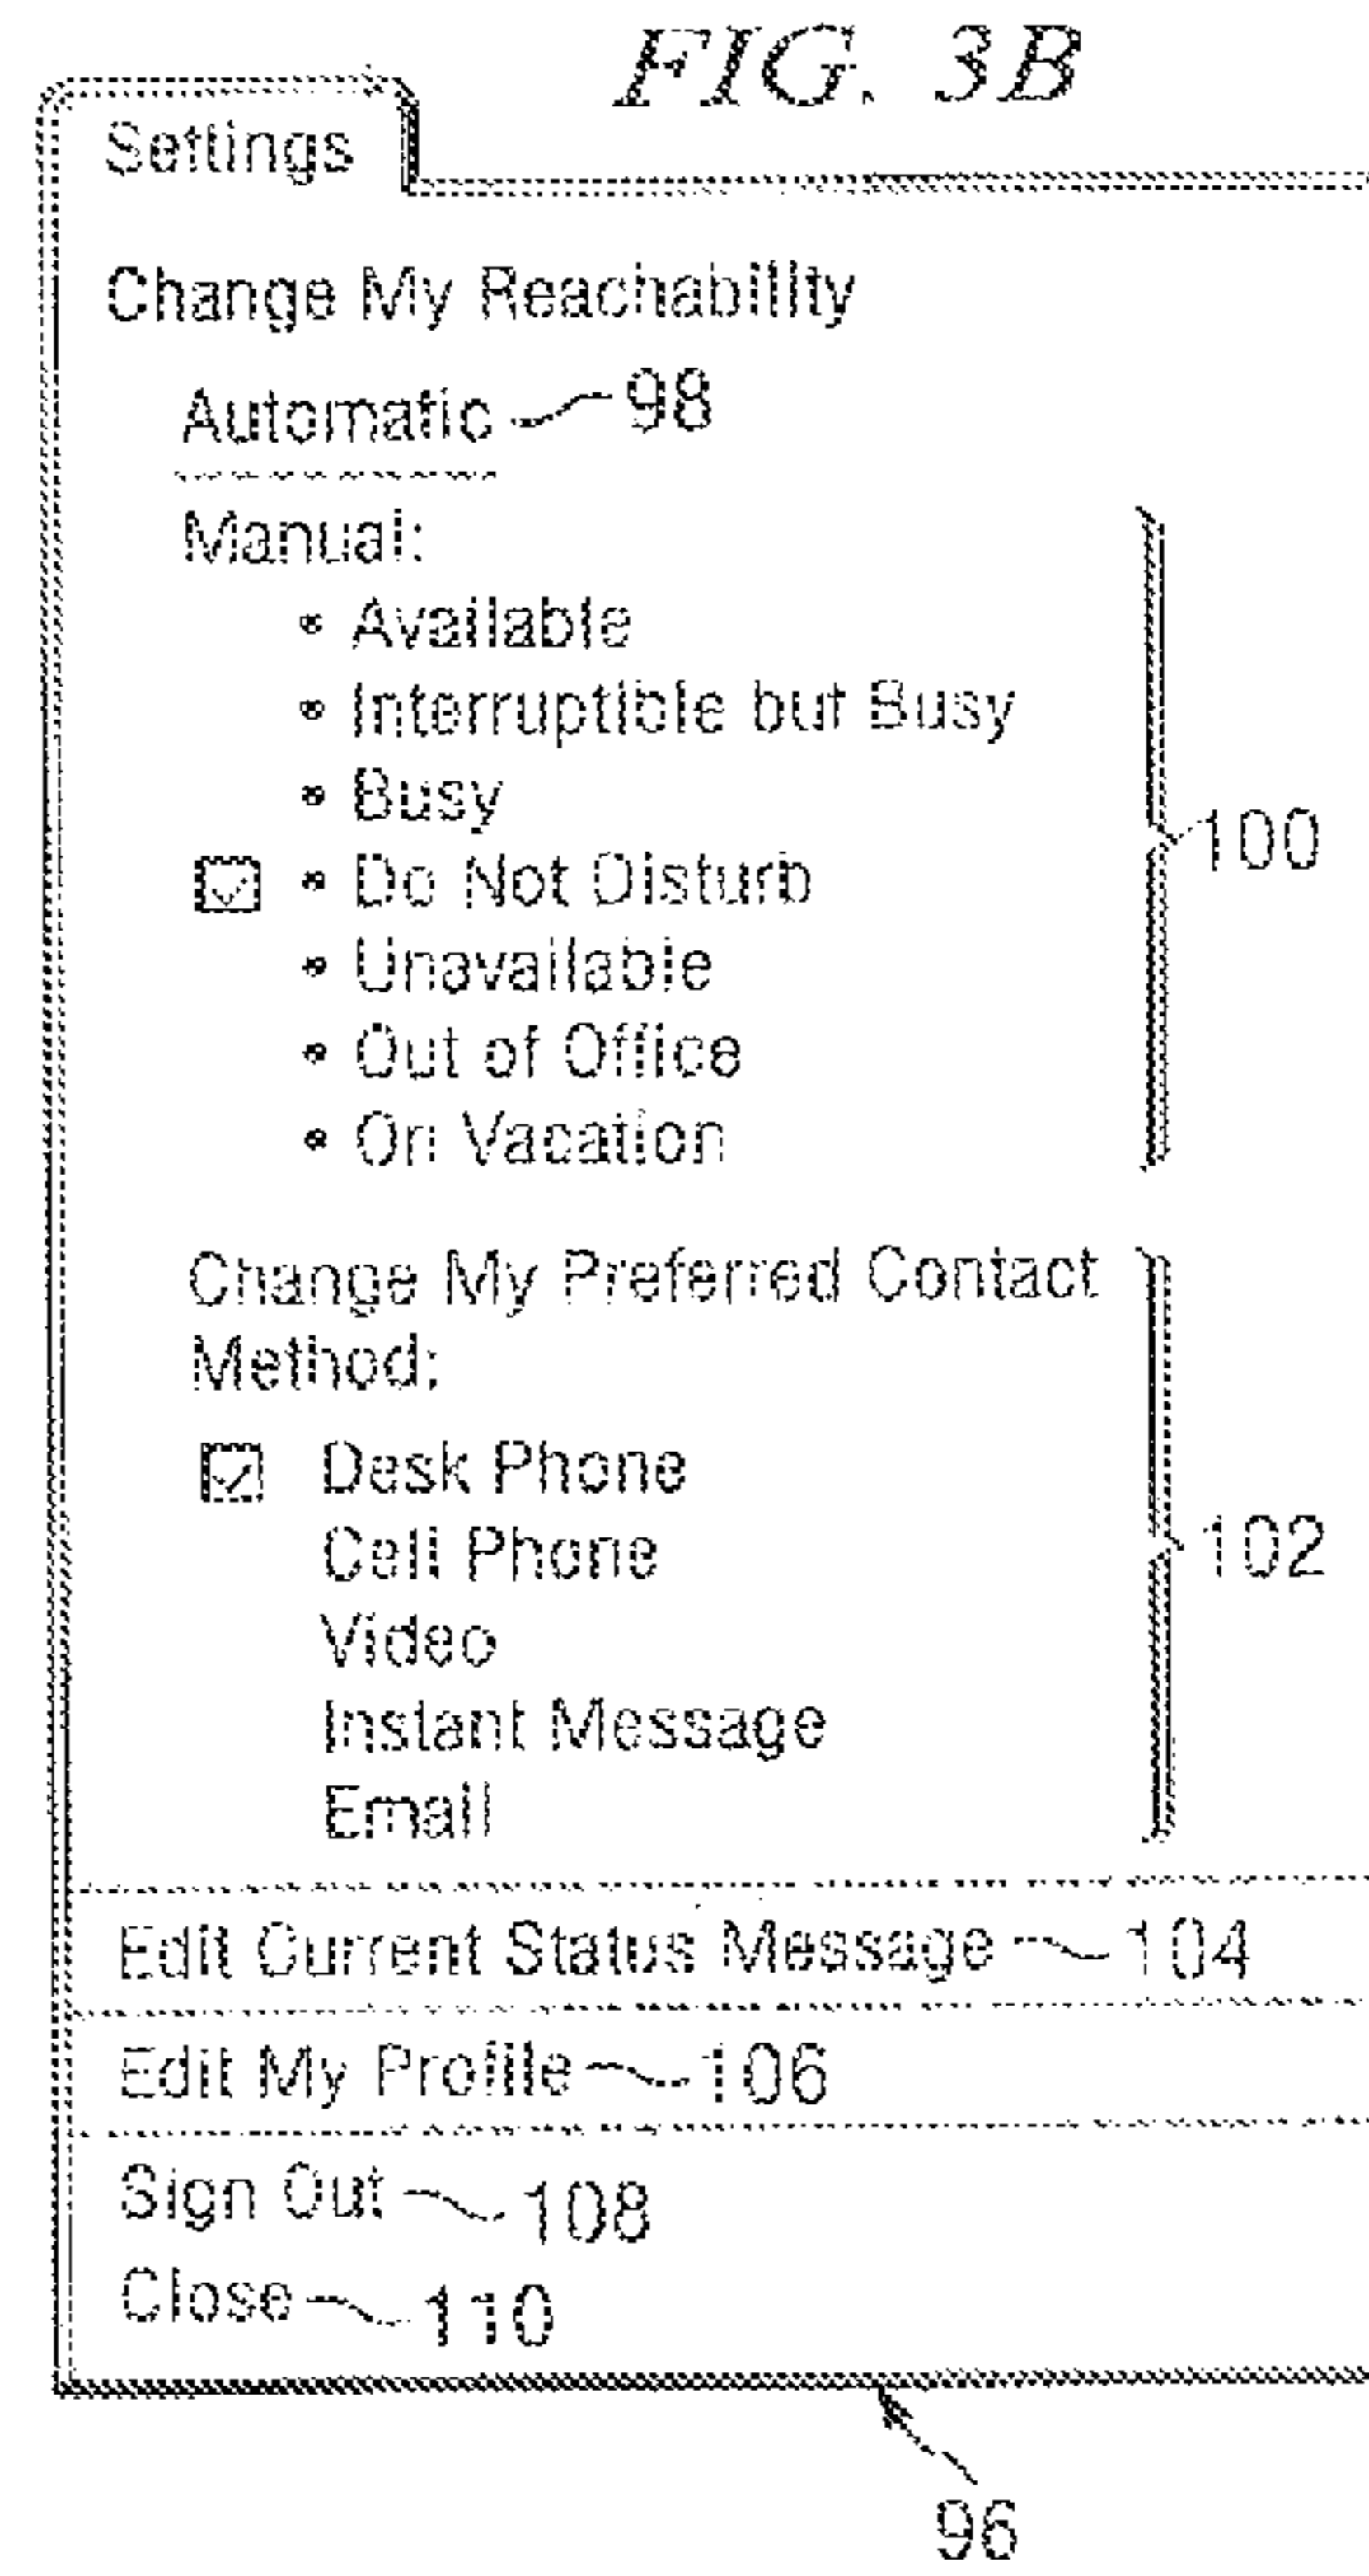 FIG. 3B
Settings
Change My Reachability
Automatic 98
Manual:
• Available
• Interruptible but Busy
• Busy
100
• Do Not Disturb
• Unavailable
• Out of Office
• On Vacation
Change My Preferred Contact
Method:
Desk Phone
Cell Phone
102
Video
Instant Message
Email
Edit Current Status Message 104
Edit My Profile 106
Sign Out 108
Close 110
96